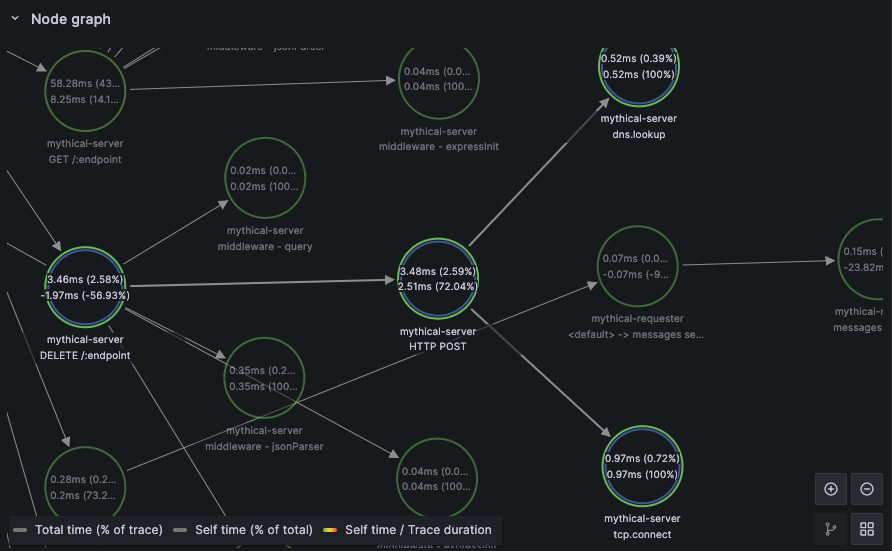 Node graph
middleware - jsonParser
58.28ms (43...
8.25ms (14.1...
mythical-server
GET /:endpoint
0.04ms (0.0...
0.04ms (100...
mythical-server
middleware - expressInit
0.52ms (0.39%)
0.52ms (100%)
mythical-server
dns.lookup
0.02ms (0.0...
0.02ms (100...
mythical-server
middleware - query
3.46ms (2.58%)
-1.97ms (-56.93%)
mythical-server
DELETE /:endpoint
3.48ms (2.59%)
2.51ms (72.04%)
mythical-server
HTTP POST
0.07ms (0.0...
-0.07ms (-9...
mythical-requester
<default> -> messages se...
0.15ms (
-23.82m
mythical-r
messages
0.35ms (0.2...
0.35ms (100...
mythical-server
middleware - jsonParser
0.28ms (0.2...
0.2ms (73.2...
0.04ms (0.0...
0.04ms (100...
mythical-server
middleware - expressInit
0.97ms (0.72%)
0.97ms (100%)
mythical-server
tcp.connect
Total time (% of trace)
Self time (% of total)
Self time / Trace duration